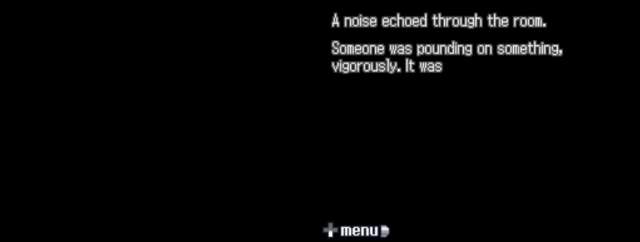 A noise echoed through the room.
Someone was pounding on something,
vigorously. It was
menu